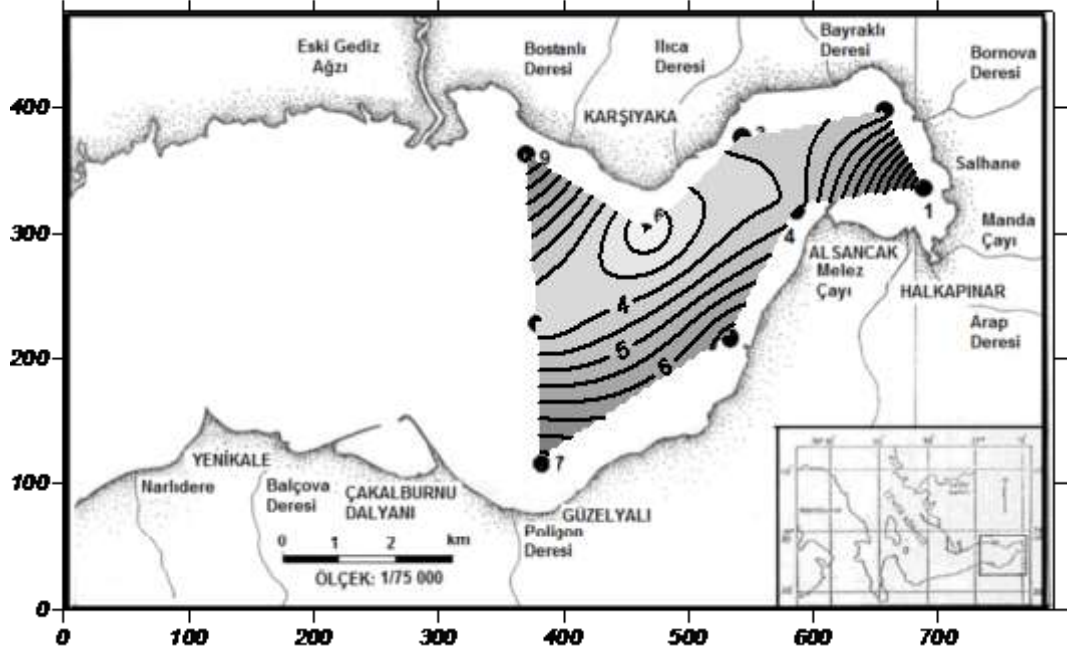 Eski Gediz
Ağzı
Bostanlı
Deresi
Ilıca
Deresi
Bayraklı
Deresi
Bornova
Deresi
KARŞIYAKA
400
9
Salhane
1
Manda
Çayı
300
4
ALSANCAK
Melez
Çayı
HALKAPINAR
4
Arap
Deresi
5
200
6
7
YENİKALE
Narlıdere
Balçova
Deresi
ÇAKALBURNU
DALYANI
GÜZELYALI
Poligon
Deresi
100
0 1 2 km
ÖLÇEK: 1/75 000
0
0 100 200 300 400 500 600 700